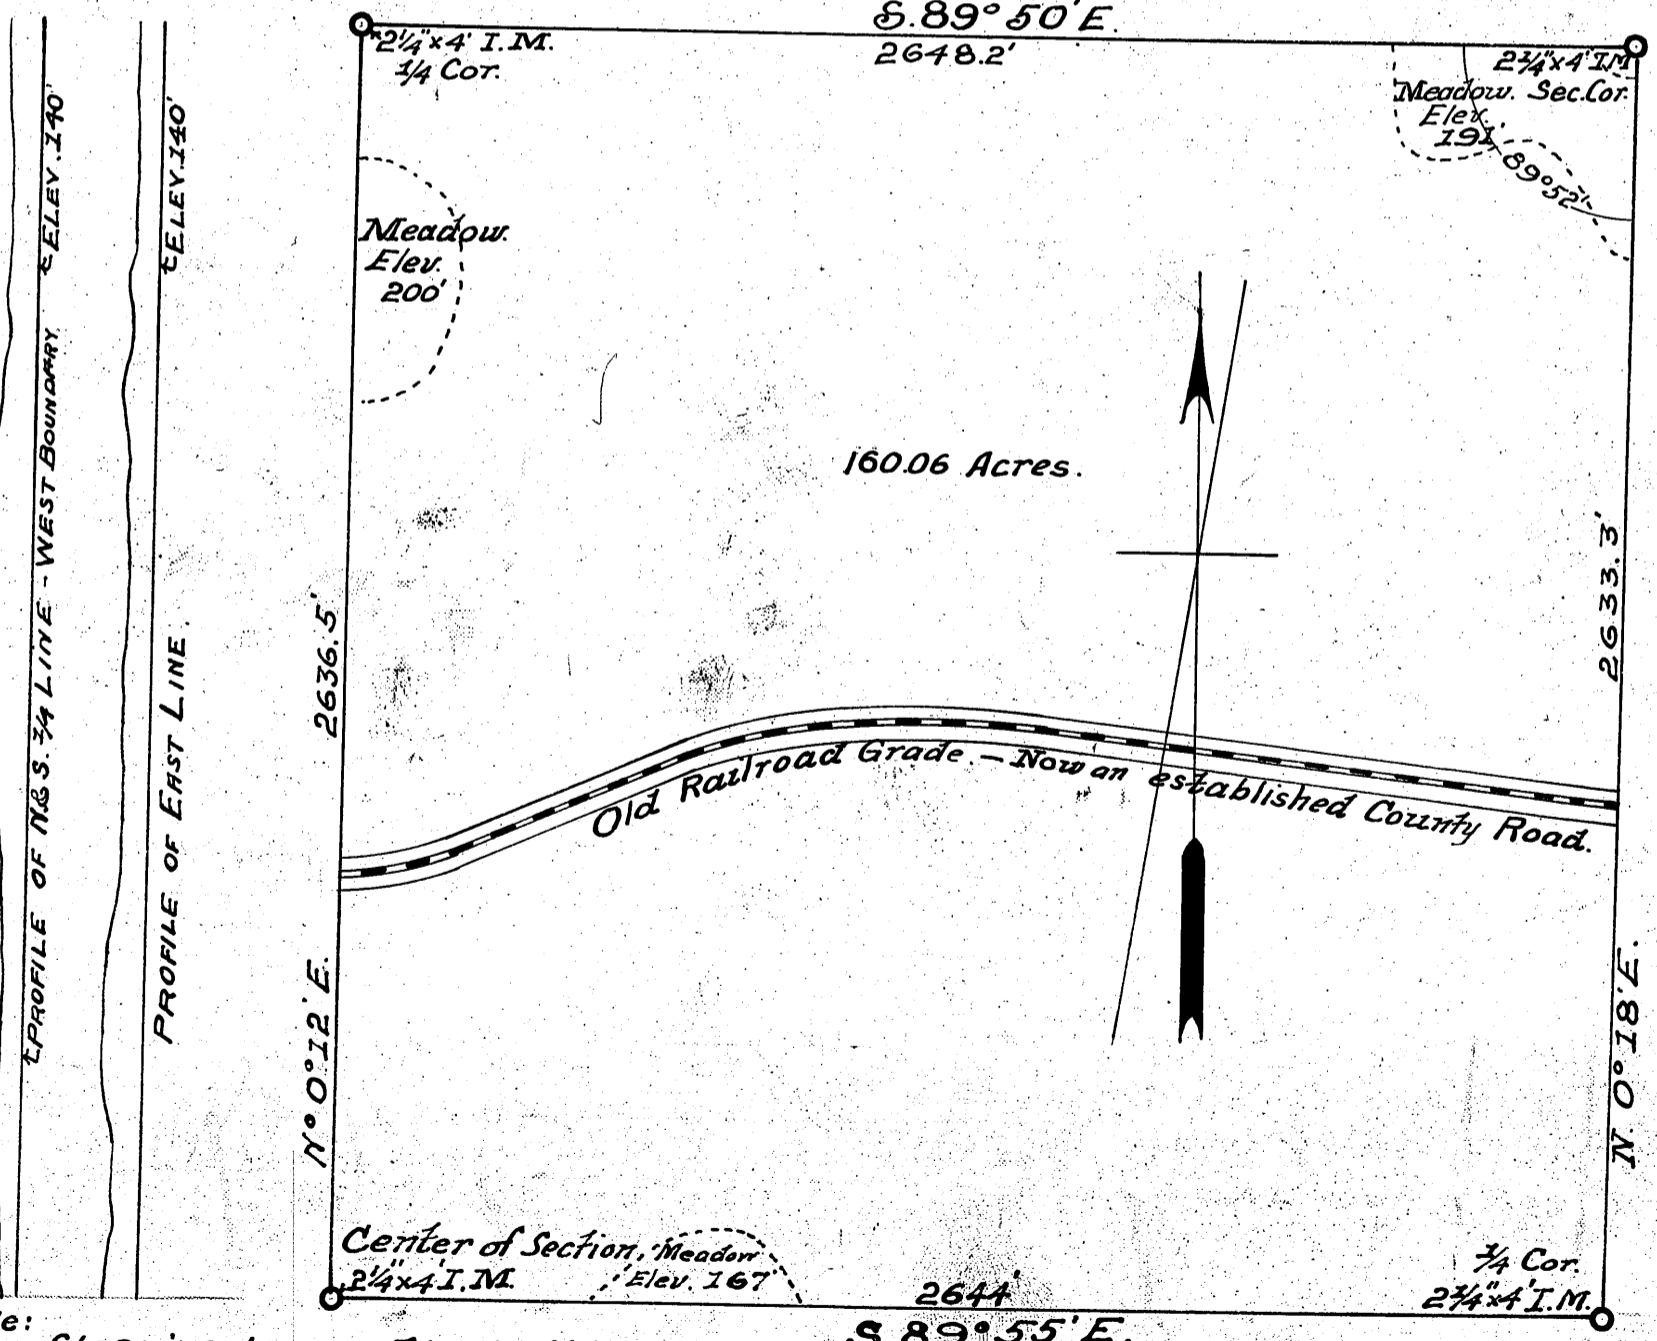 S.89° 50' E.
2648.2'
2¼"x4' I.M.
¼ Cor.
2¼"x4' I.M
Meadow. Sec.Cor.
Elev.
191
89°52'
Meadow.
Elev.
200'
160.06 Acres.
2636.5'
N° 0° 12' E.
2633.3'
N. 0° 18' E.
Old Railroad Grade. — Now an established County Road.
Center of Section,
2¼"x4' I.M.
Meadow
Elev. 167'
¼ Cor.
2¼"x4' I.M.
2644'
S 89° 55' E.
PROFILE OF N&S. ¼ LINE - WEST BOUNDARY
ELEV. 140'
PROFILE OF EAST LINE.
ELEV. 140'
e: